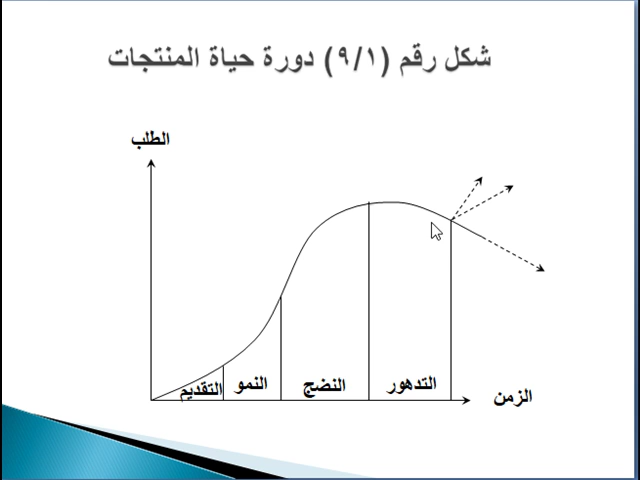 شكل رقم (٩/١) دورة حياة المنتجات
الطلب
التقديم
النمو
النضج
التدهور
الزمن